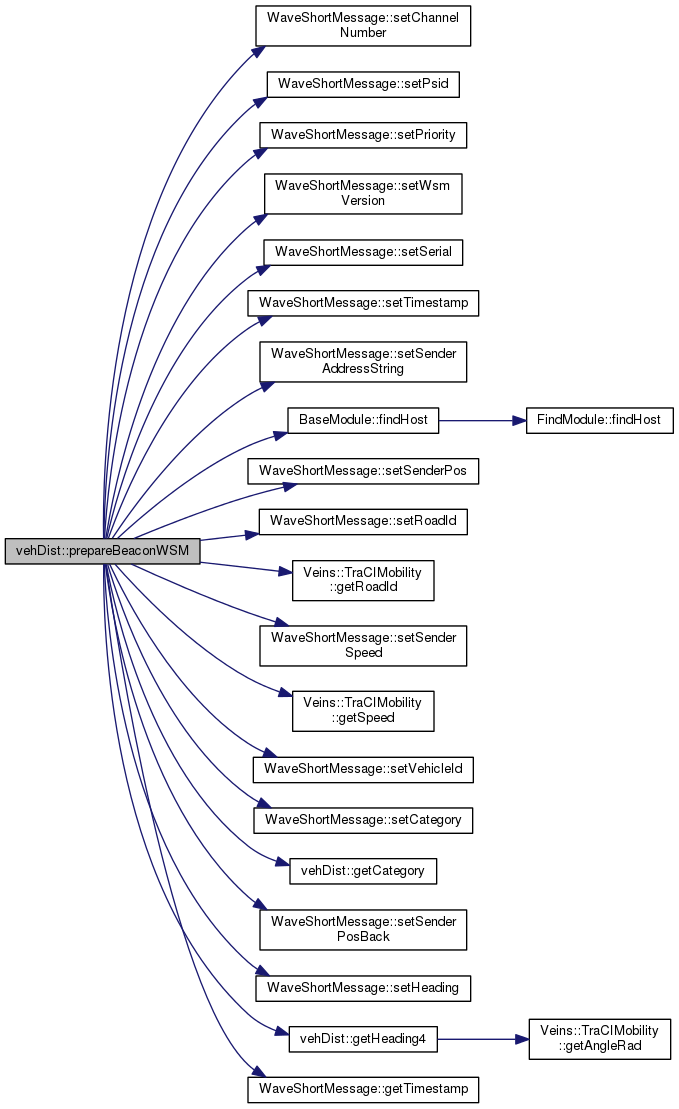 WaveShortMessage::setChannel
Number
WaveShortMessage::setPsid
WaveShortMessage::setPriority
WaveShortMessage::setWsm
Version
WaveShortMessage::setSerial
WaveShortMessage::setTimestamp
WaveShortMessage::setSender
AddressString
BaseModule::findHost
FindModule::findHost
WaveShortMessage::setSenderPos
WaveShortMessage::setRoadId
vehDist::prepareBeaconWSM
Veins::TraCIMobility
::getRoadId
WaveShortMessage::setSender
Speed
Veins::TraCIMobility
::getSpeed
WaveShortMessage::setVehicleId
WaveShortMessage::setCategory
vehDist::getCategory
WaveShortMessage::setSender
PosBack
WaveShortMessage::setHeading
vehDist::getHeading4
Veins::TraCIMobility
::getAngleRad
WaveShortMessage::getTimestamp